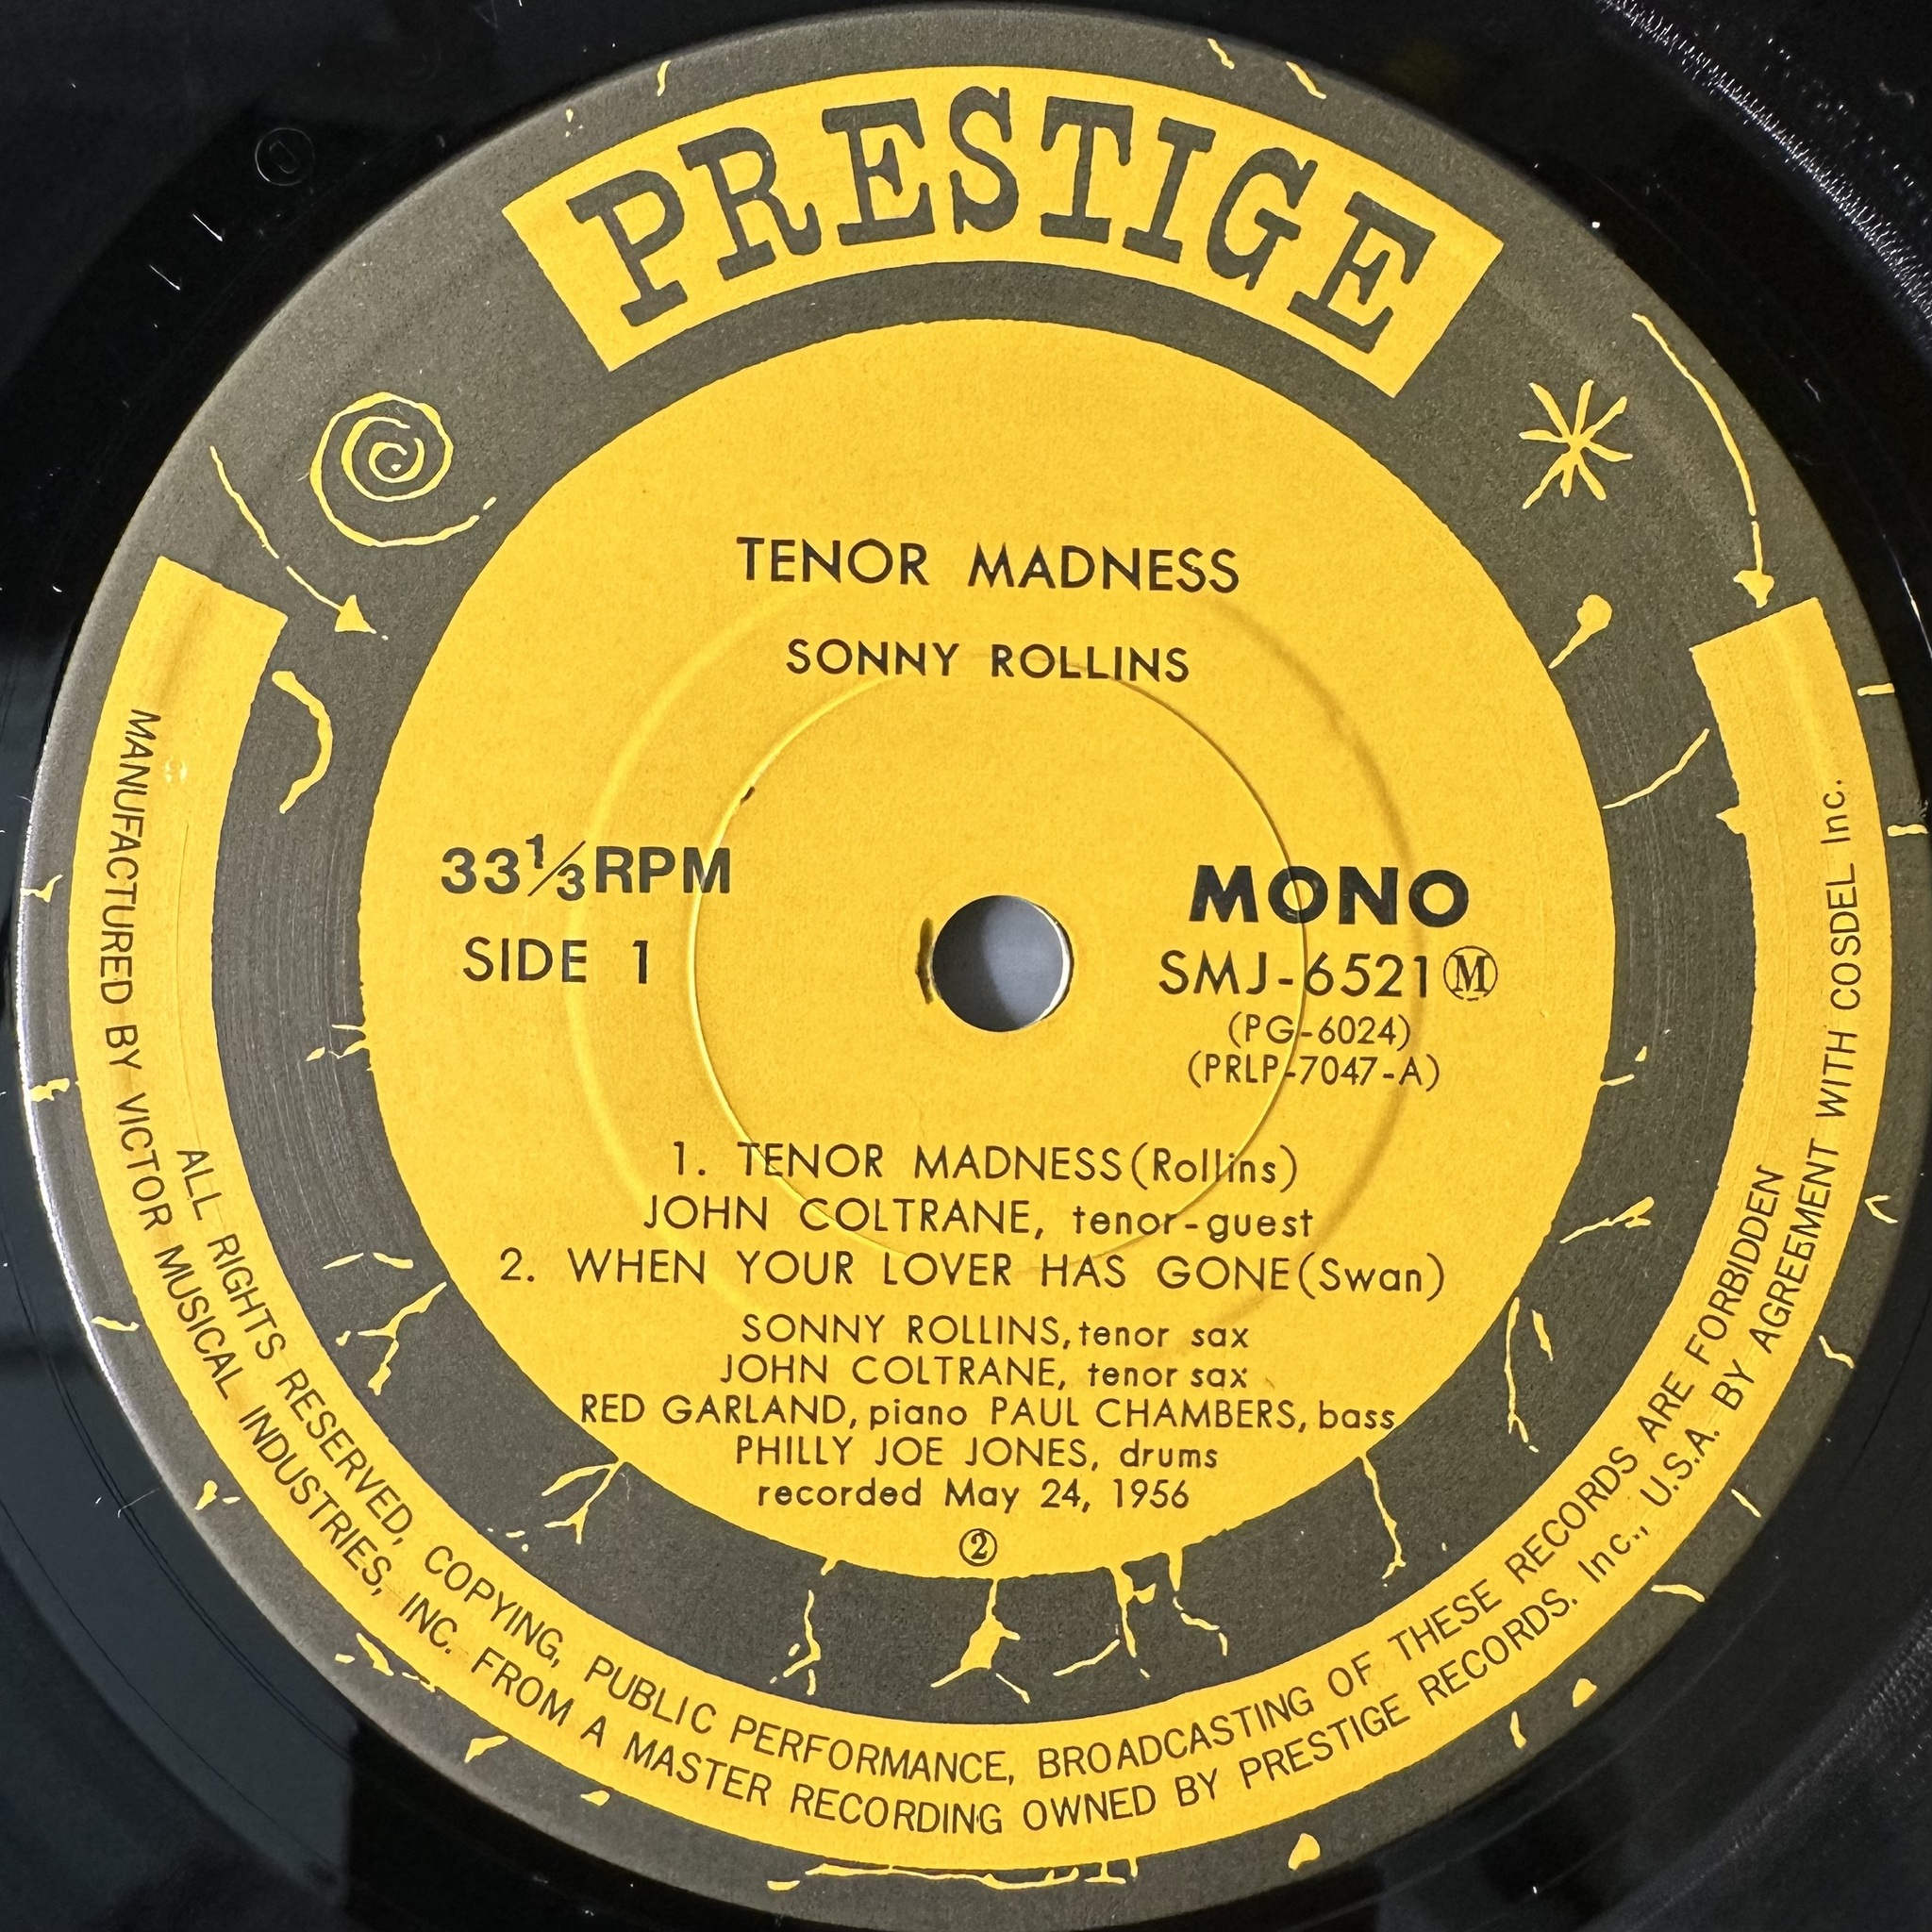 PRESTIGE
TENOR MADNESS
SONNY ROLLINS
33⅓RPM
SIDE 1
MONO
SMJ-6521Ⓜ
(PG-6024)
(PRLP-7047-A)
1. TENOR MADNESS(Rollins)
JOHN COLTRANE, tenor-guest
2. WHEN YOUR LOVER HAS GONE(Swan)
SONNY ROLLINS, tenor sax
JOHN COLTRANE, tenor sax
RED GARLAND, piano PAUL CHAMBERS, bass
PHILLY JOE JONES, drums
recorded May 24, 1956
②
ALL RIGHTS RESERVED, COPYING, PUBLIC PERFORMANCE, BROADCASTING OF THESE RECORDS ARE FORBIDDEN
MANUFACTURED BY VICTOR MUSICAL INDUSTRIES, INC. FROM A MASTER RECORDING OWNED BY PRESTIGE RECORDS. Inc., U.S.A. BY AGREEMENT WITH COSDEL Inc.